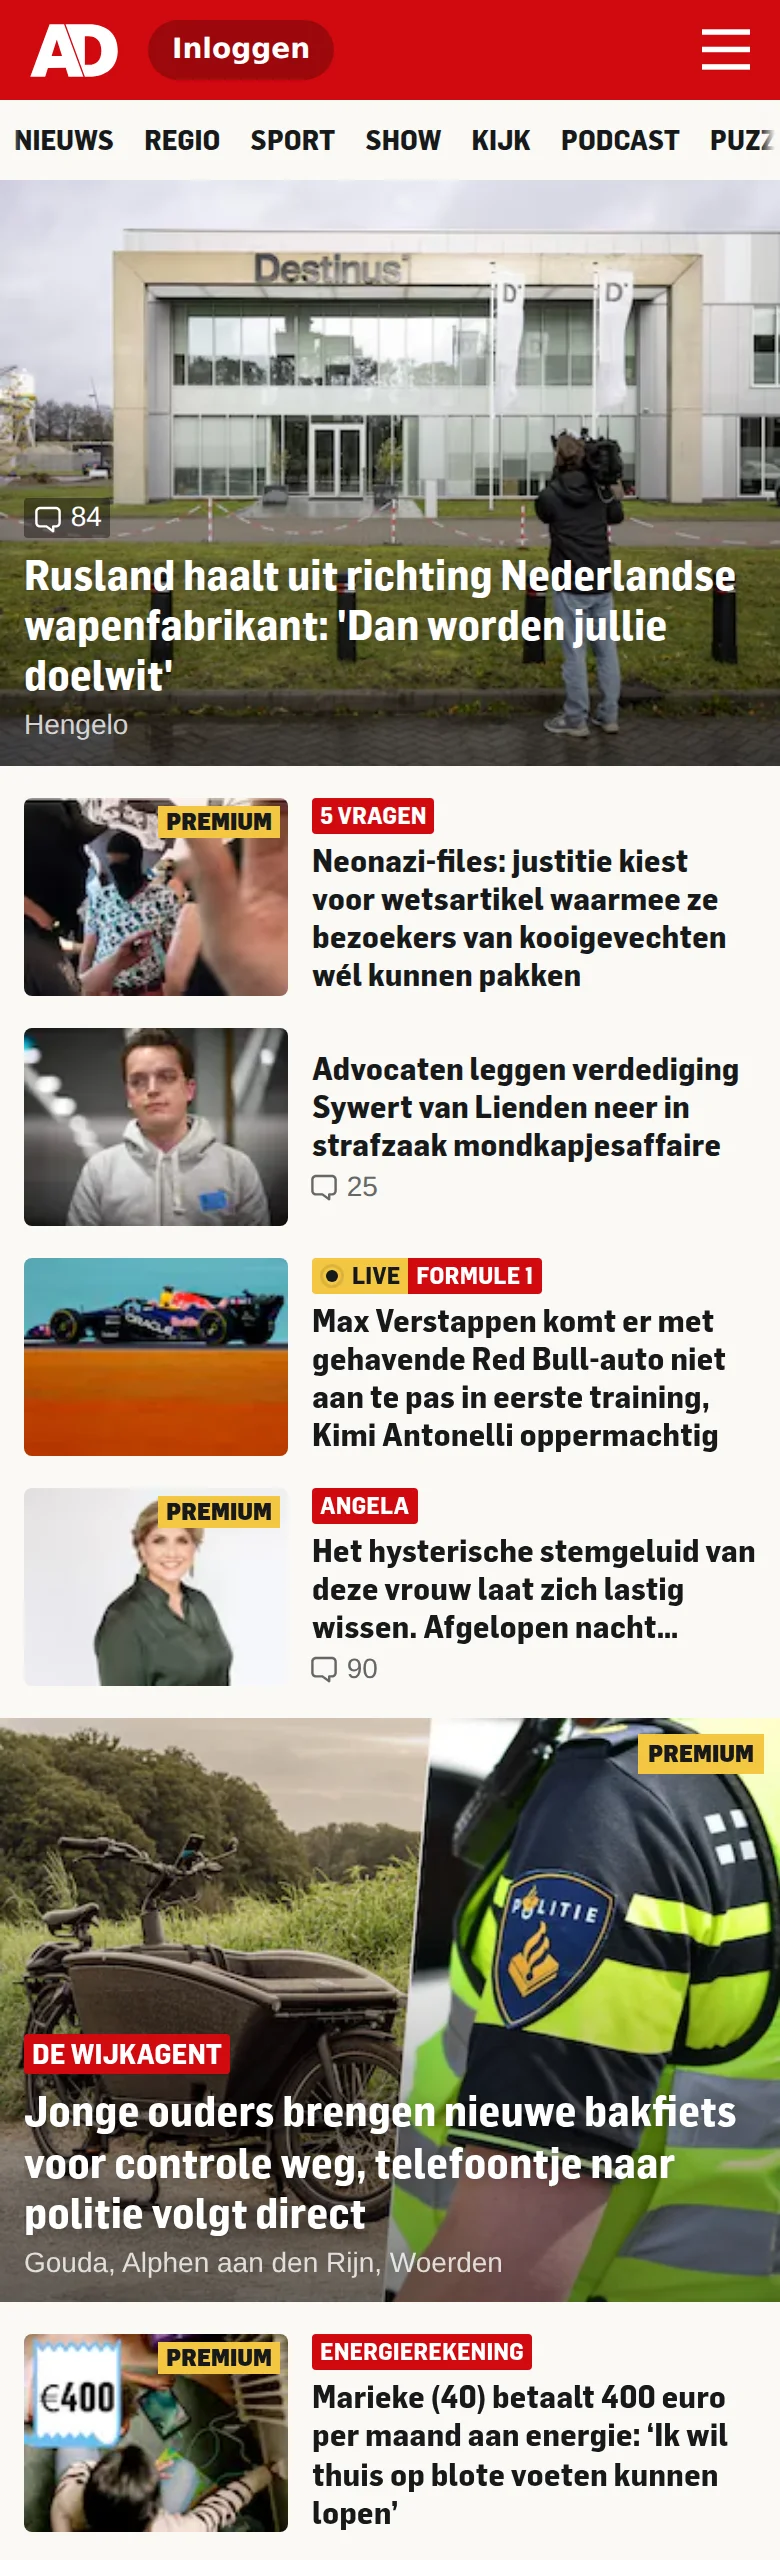 AD Inloggen
NIEUWS REGIO SPORT SHOW KIJK PODCAST PUZZ
Destinus
D D
84
Rusland haalt uit richting Nederlandse
wapenfabrikant: 'Dan worden jullie
doelwit'
Hengelo
PREMIUM
5 VRAGEN
Neonazi-files: justitie kiest
voor wetsartikel waarmee ze
bezoekers van kooigevechten
wél kunnen pakken
Advocaten leggen verdediging
Sywert van Lienden neer in
strafzaak mondkapjesaffaire
25
LIVE FORMULE 1
ORACLE
Max Verstappen komt er met
gehavende Red Bull-auto niet
aan te pas in eerste training,
Kimi Antonelli oppermachtig
PREMIUM
ANGELA
Het hysterische stemgeluid van
deze vrouw laat zich lastig
wissen. Afgelopen nacht...
90
PREMIUM
POLITIE
DE WIJKAGENT
Jonge ouders brengen nieuwe bakfiets
voor controle weg, telefoontje naar
politie volgt direct
Gouda, Alphen aan den Rijn, Woerden
PREMIUM
€400
ENERGIEREKENING
Marieke (40) betaalt 400 euro
per maand aan energie: ‘Ik wil
thuis op blote voeten kunnen
lopen’